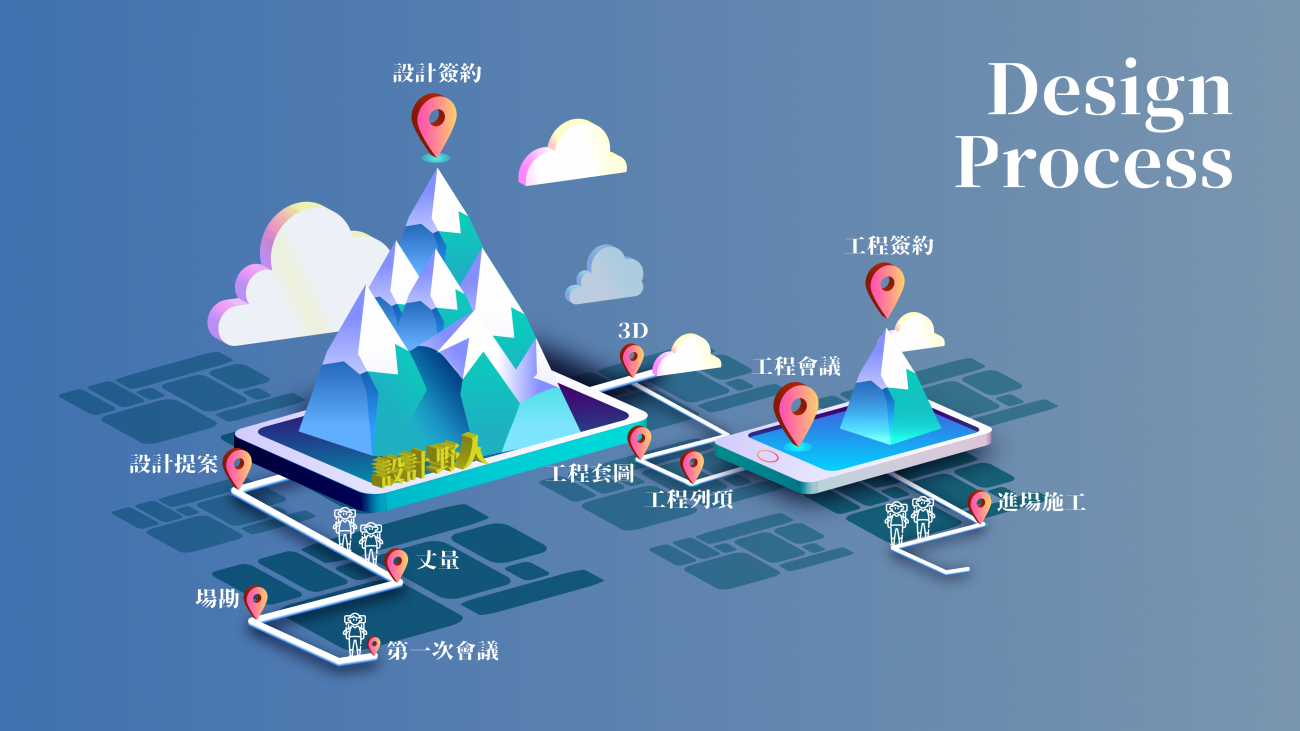 Design
Process
設計簽約
工程簽約
3D
工程會議
設計提案
設計野人
工程套圖
工程列項
進場施工
丈量
場勘
第一次會議